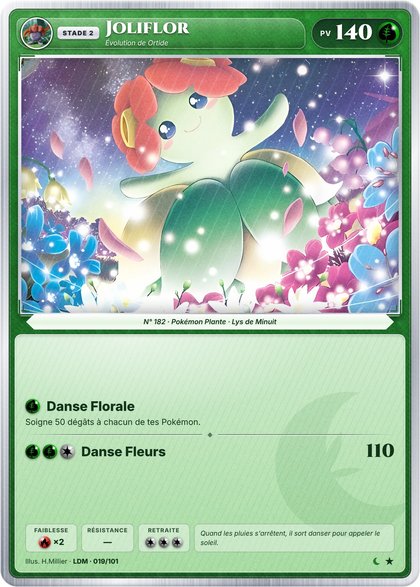 STADE 2
JOLIFLOR
Évolution de Ortide
PV 140
N° 182 · Pokémon Plante · Lys de Minuit
Danse Florale
Soigne 50 dégâts à chacun de tes Pokémon.
Danse Fleurs 110
FAIBLESSE
×2
RÉSISTANCE
—
RETRAITE
Quand les pluies s'arrêtent, il sort danser pour appeler le
soleil.
Illus. H.Millier · LDM · 019/101